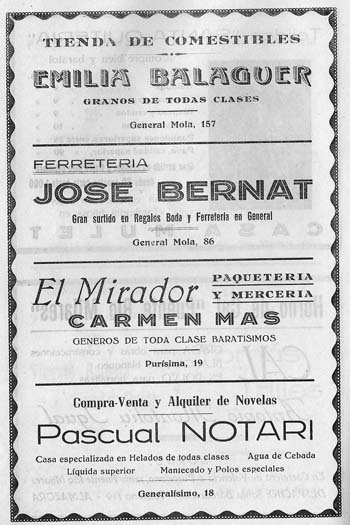 TIENDA DE COMESTIBLES
EMILIA BALAGUER
GRANOS DE TODAS CLASES
General Mola, 157
FERRETERIA
JOSE BERNAT
Gran surtido en Regalos Boda y Ferretería en General
General Mola, 86
El Mirador PAQUETERIA
Y MERCERIA
CARMEN MAS
GENEROS DE TODA CLASE BARATISIMOS
Purísima, 19
Compra-Venta y Alquiler de Novelas
Pascual NOTARI
Casa especializada en Helados de todas clases Agua de Cebada
Líquida superior Mantecado y Polos especiales
Generalísimo, 18